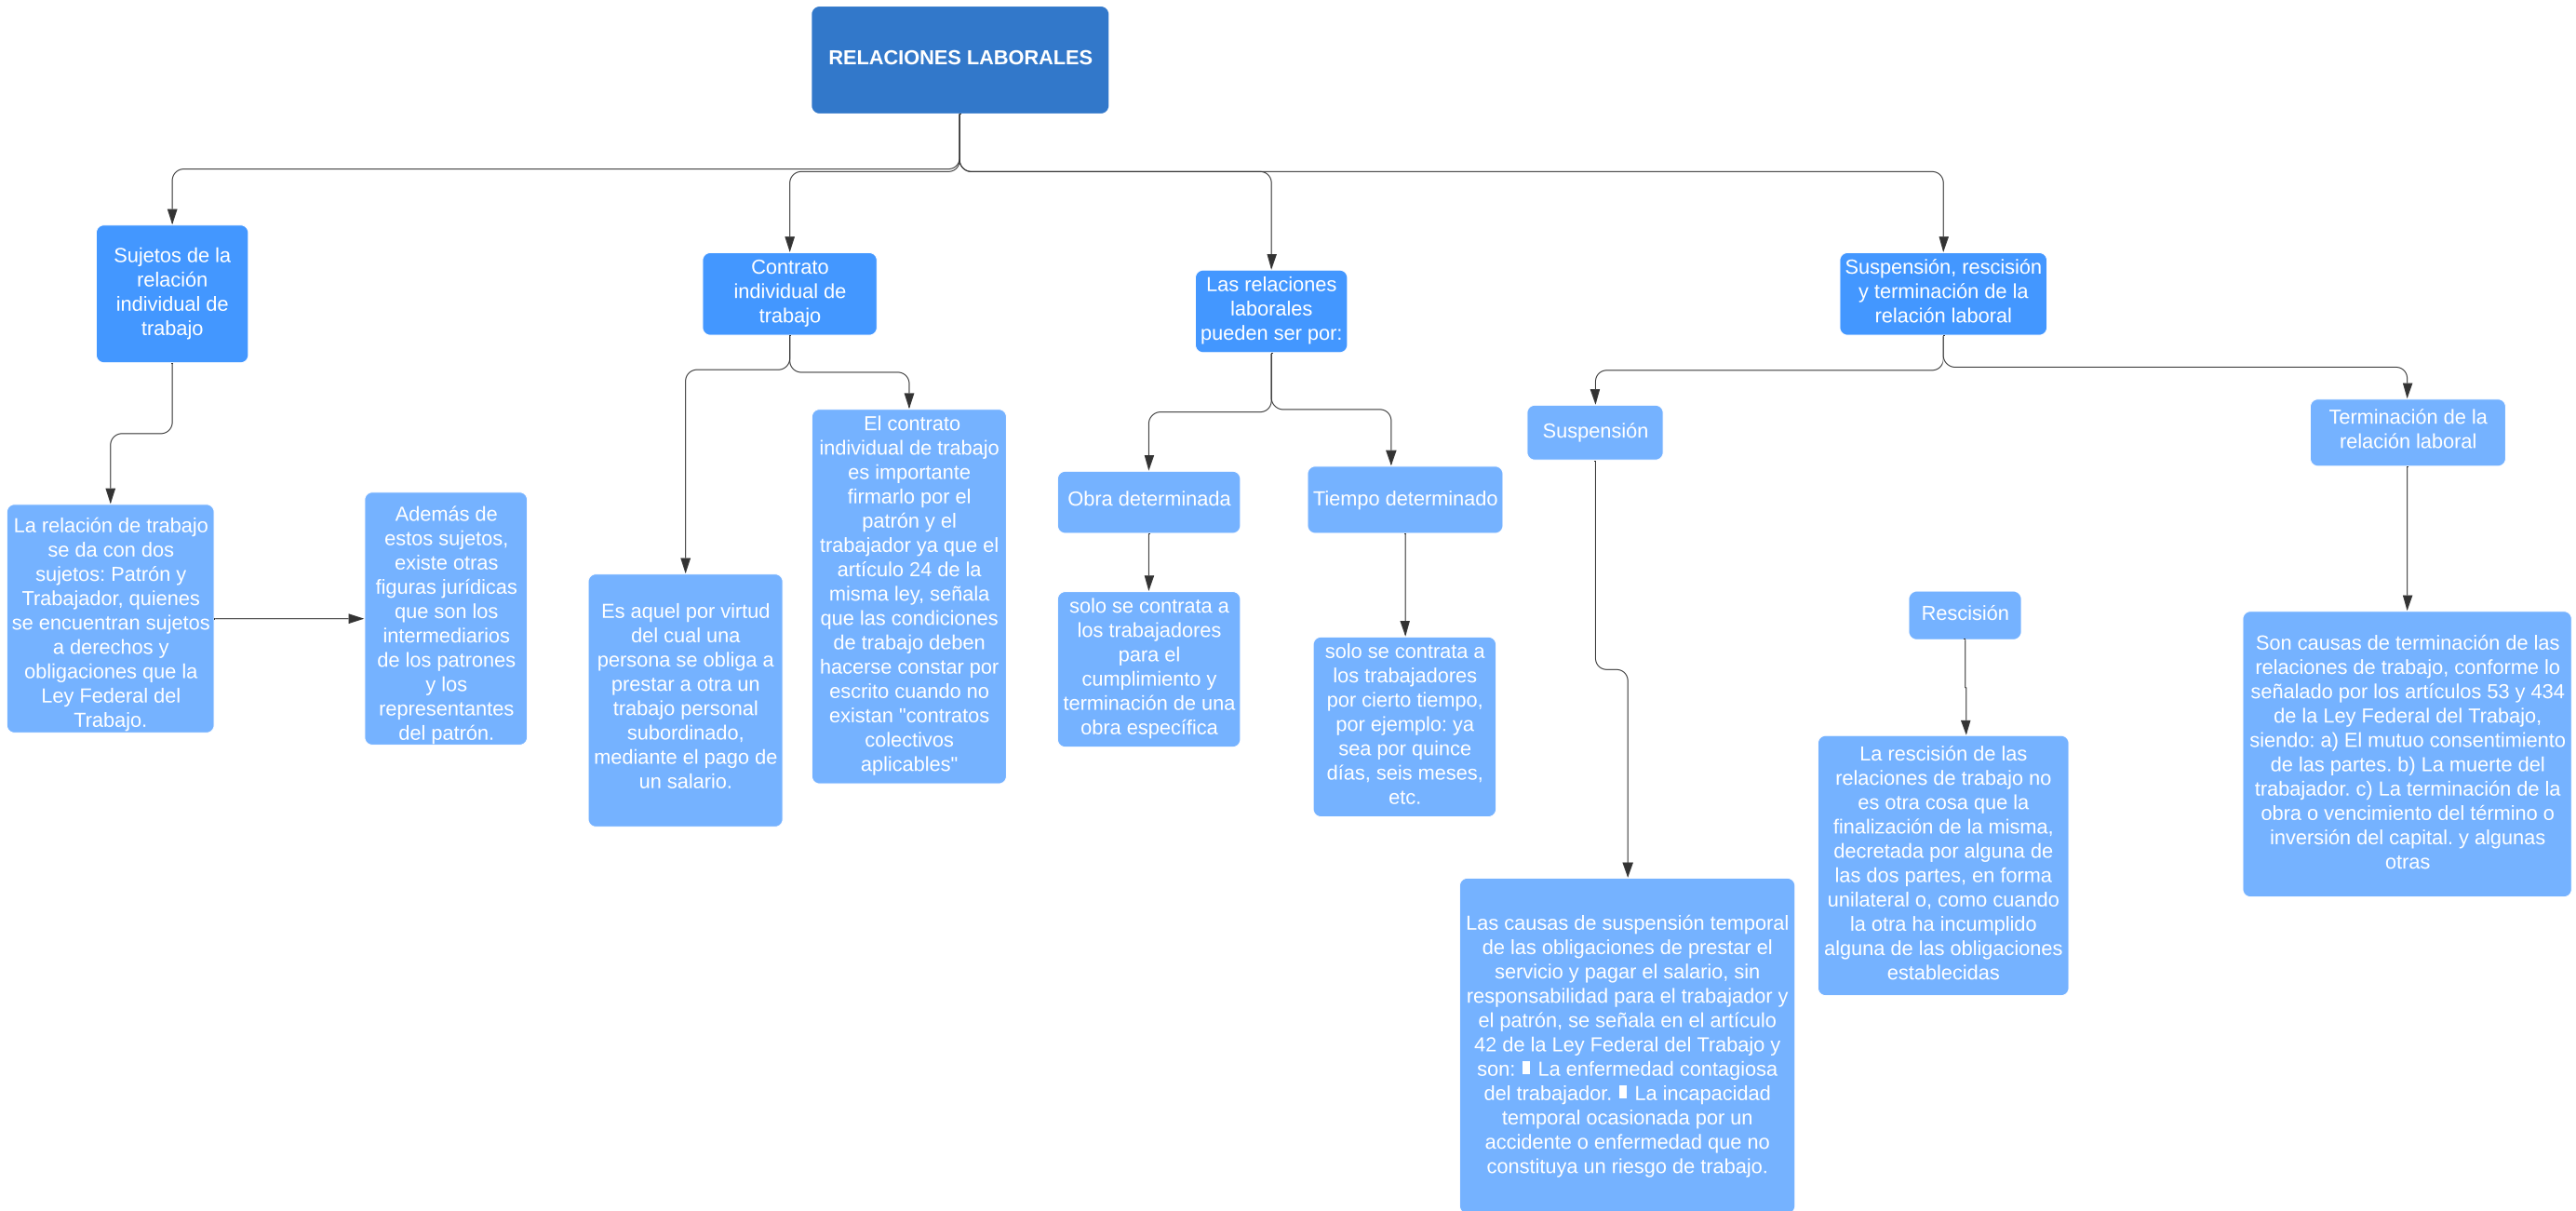 RELACIONES LABORALES
Sujetos de la
relación
individual de
trabajo
Contrato
individual de
trabajo
Las relaciones
laborales
pueden ser por:
Suspensión, rescisión
y terminación de la
relación laboral
La relación de trabajo
se da con dos
sujetos: Patrón y
Trabajador, quienes
se encuentran sujetos
a derechos y
obligaciones que la
Ley Federal del
Trabajo.
Además de
estos sujetos,
existe otras
figuras jurídicas
que son los
intermediarios
de los patrones
y los
representantes
del patrón.
Es aquel por virtud
del cual una
persona se obliga a
prestar a otra un
trabajo personal
subordinado,
mediante el pago de
un salario.
El contrato
individual de trabajo
es importante
firmarlo por el
patrón y el
trabajador ya que el
artículo 24 de la
misma ley, señala
que las condiciones
de trabajo deben
hacerse constar por
escrito cuando no
existan "contratos
colectivos
aplicables"
Obra determinada
solo se contrata a
los trabajadores
para el
cumplimiento y
terminación de una
obra específica
Tiempo determinado
solo se contrata a
los trabajadores
por cierto tiempo,
por ejemplo: ya
sea por quince
días, seis meses,
etc.
Suspensión
Las causas de suspensión temporal
de las obligaciones de prestar el
servicio y pagar el salario, sin
responsabilidad para el trabajador y
el patrón, se señala en el artículo
42 de la Ley Federal del Trabajo y
son: ▪ La enfermedad contagiosa
del trabajador. ▪ La incapacidad
temporal ocasionada por un
accidente o enfermedad que no
constituya un riesgo de trabajo.
Rescisión
La rescisión de las
relaciones de trabajo no
es otra cosa que la
finalización de la misma,
decretada por alguna de
las dos partes, en forma
unilateral o, como cuando
la otra ha incumplido
alguna de las obligaciones
establecidas
Terminación de la
relación laboral
Son causas de terminación de las
relaciones de trabajo, conforme lo
señalado por los artículos 53 y 434
de la Ley Federal del Trabajo,
siendo: a) El mutuo consentimiento
de las partes. b) La muerte del
trabajador. c) La terminación de la
obra o vencimiento del término o
inversión del capital. y algunas
otras